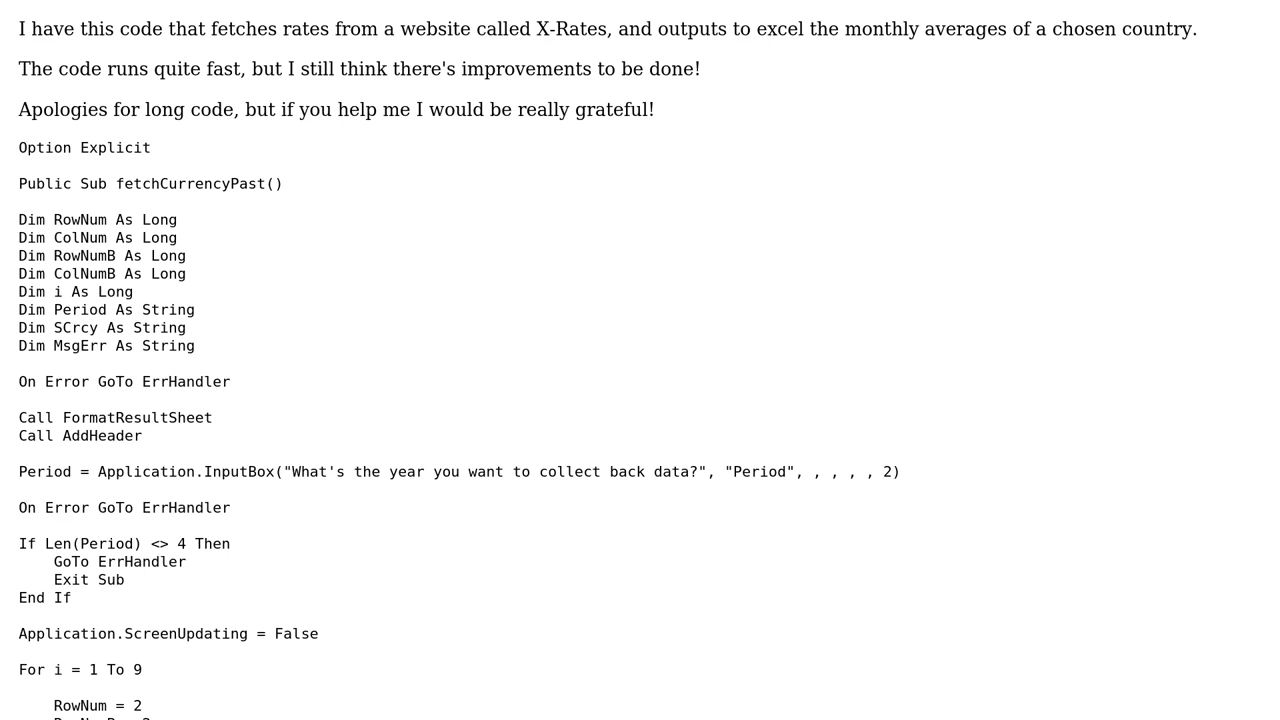 I have this code that fetches rates from a website called X-Rates, and outputs to excel the monthly averages of a chosen country.
The code runs quite fast, but I still think there's improvements to be done!
Apologies for long code, but if you help me I would be really grateful!
Option Explicit
Public Sub fetchCurrencyPast()
Dim RowNum As Long
Dim ColNum As Long
Dim RowNumB As Long
Dim ColNumB As Long
Dim i As Long
Dim Period As String
Dim SCrcy As String
Dim MsgErr As String
On Error GoTo ErrHandler
Call FormatResultSheet
Call AddHeader
Period = Application.InputBox("What's the year you want to collect back data?", "Period", , , , , 2)
On Error GoTo ErrHandler
If Len(Period) <> 4 Then
    GoTo ErrHandler
    Exit Sub
End If
Application.ScreenUpdating = False
For i = 1 To 9
    RowNum = 2